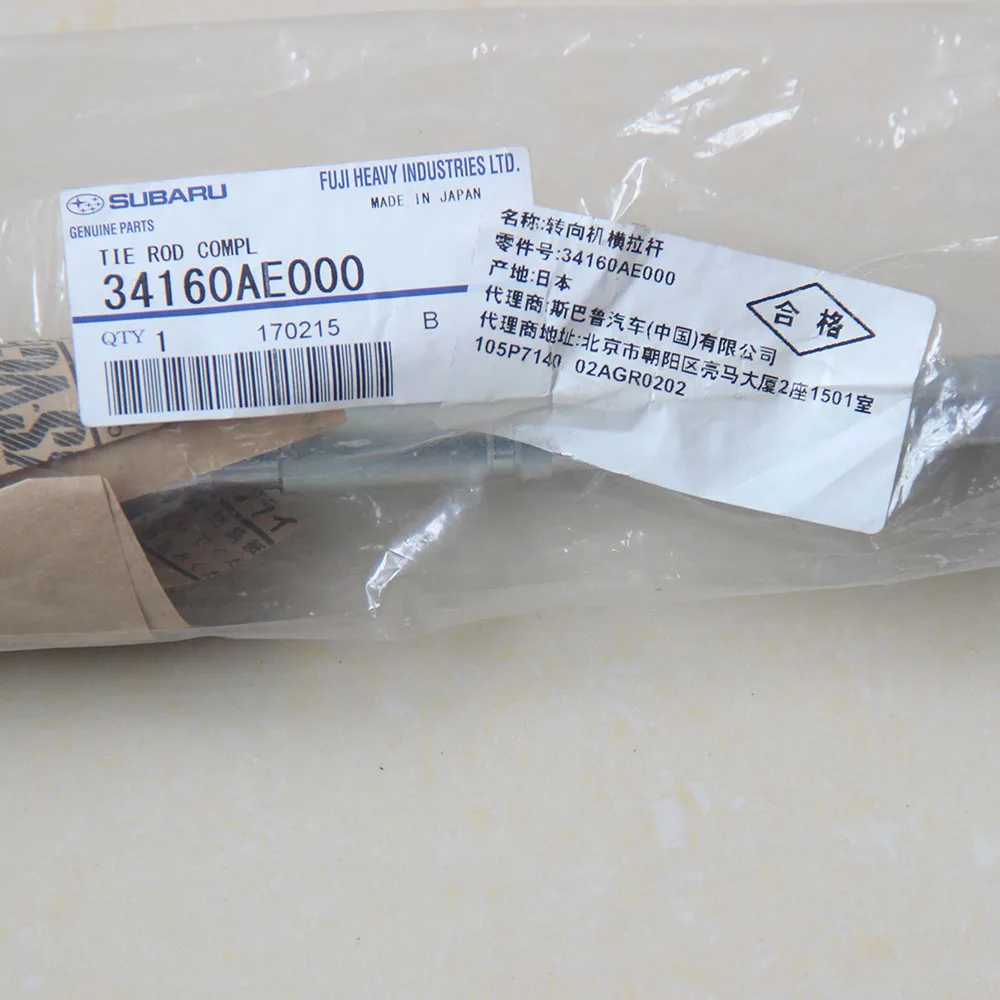 SUBARU
FUJI HEAVY INDUSTRIES LTD.
GENUINE PARTS
MADE IN JAPAN
TIE ROD COMPL
34160AE000
QTY 1 170215 B
名称:转向机横拉杆
零件号:34160AE000
产地:日本
代理商:斯巴鲁汽车(中国)有限公司
代理商地址:北京市朝阳区亮马大厦2座1501室
105P7140 02AGR0202
合格
ドライ